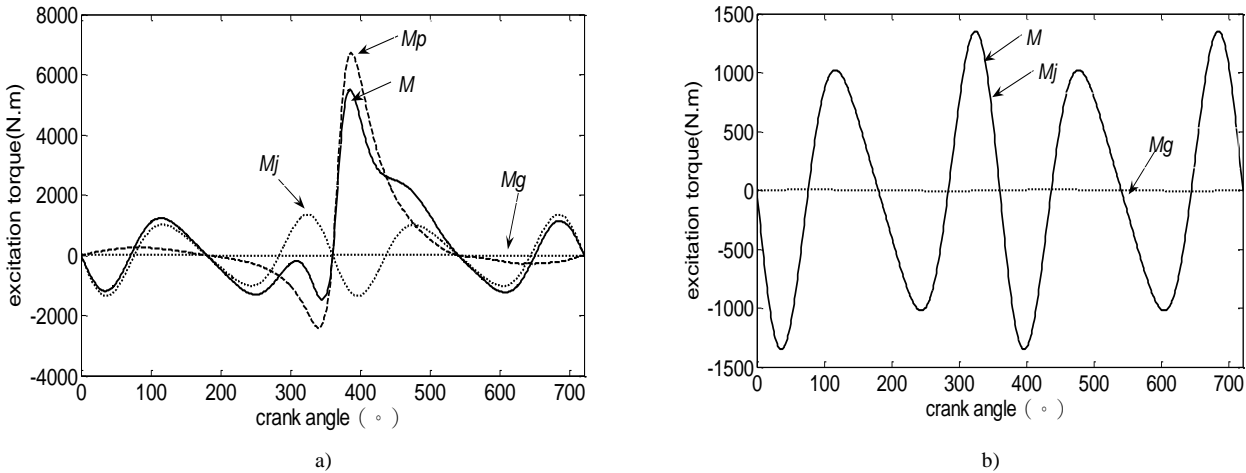 excitation torque(N.m)
8000
6000
4000
2000
0
-2000
-4000
Mp
M
Mj
Mg
0 100 200 300 400 500 600 700
crank angle（°）
a)
excitation torque(N.m)
1500
1000
500
0
-500
-1000
-1500
M
Mj
Mg
0 100 200 300 400 500 600 700
crank angle（°）
b)